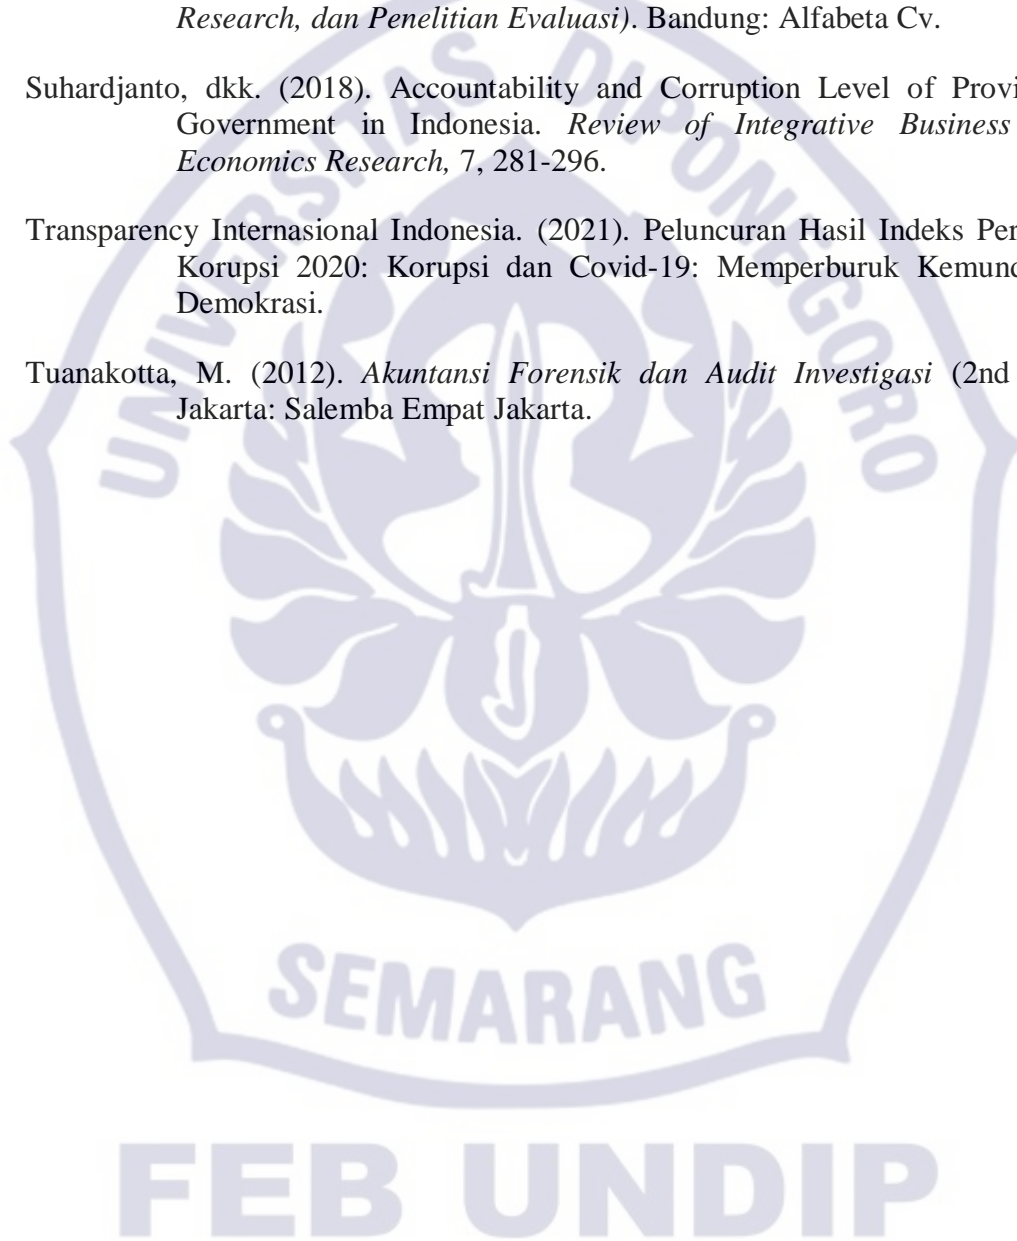 Research, dan Penelitian Evaluasi). Bandung: Alfabeta Cv.
Suhardjanto, dkk. (2018). Accountability and Corruption Level of Provi
Government in Indonesia. Review of Integrative Business
Economics Research, 7, 281-296.
Transparency Internasional Indonesia. (2021). Peluncuran Hasil Indeks Per
Korupsi 2020: Korupsi dan Covid-19: Memperburuk Kemund
Demokrasi.
Tuanakotta, M. (2012). Akuntansi Forensik dan Audit Investigasi (2nd
Jakarta: Salemba Empat Jakarta.
UNIVERSITAS DIPONEGORO
SEMARANG
FEB UNDIP